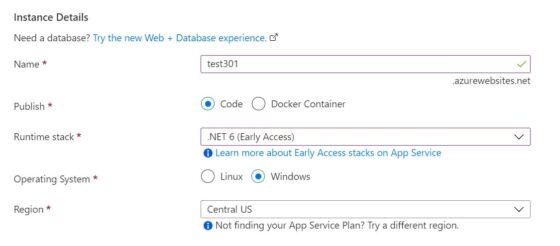 Instance Details
Need a database? Try the new Web + Database experience.
Name *
test301
.azurewebsites.net
Publish *
Code
Docker Container
Runtime stack *
.NET 6 (Early Access)
Learn more about Early Access stacks on App Service
Operating System *
Linux
Windows
Region *
Central US
Not finding your App Service Plan? Try a different region.